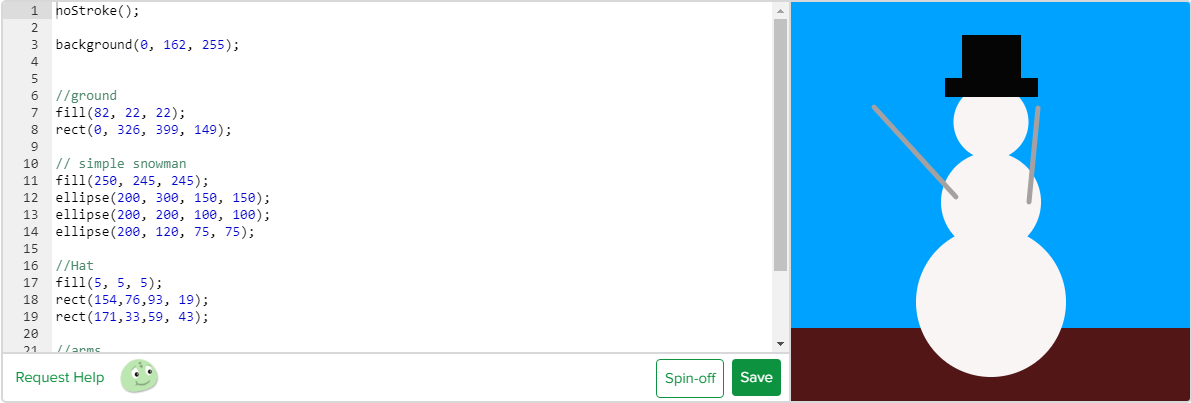 1 noStroke();
2
3 background(0, 162, 255);
4
5
6 //ground
7 fill(82, 22, 22);
8 rect(0, 326, 399, 149);
9
10 // simple snowman
11 fill(250, 245, 245);
12 ellipse(200, 300, 150, 150);
13 ellipse(200, 200, 100, 100);
14 ellipse(200, 120, 75, 75);
15
16 //Hat
17 fill(5, 5, 5);
18 rect(154,76,93, 19);
19 rect(171,33,59, 43);
20
21 //arms
Request Help
Spin-off
Save